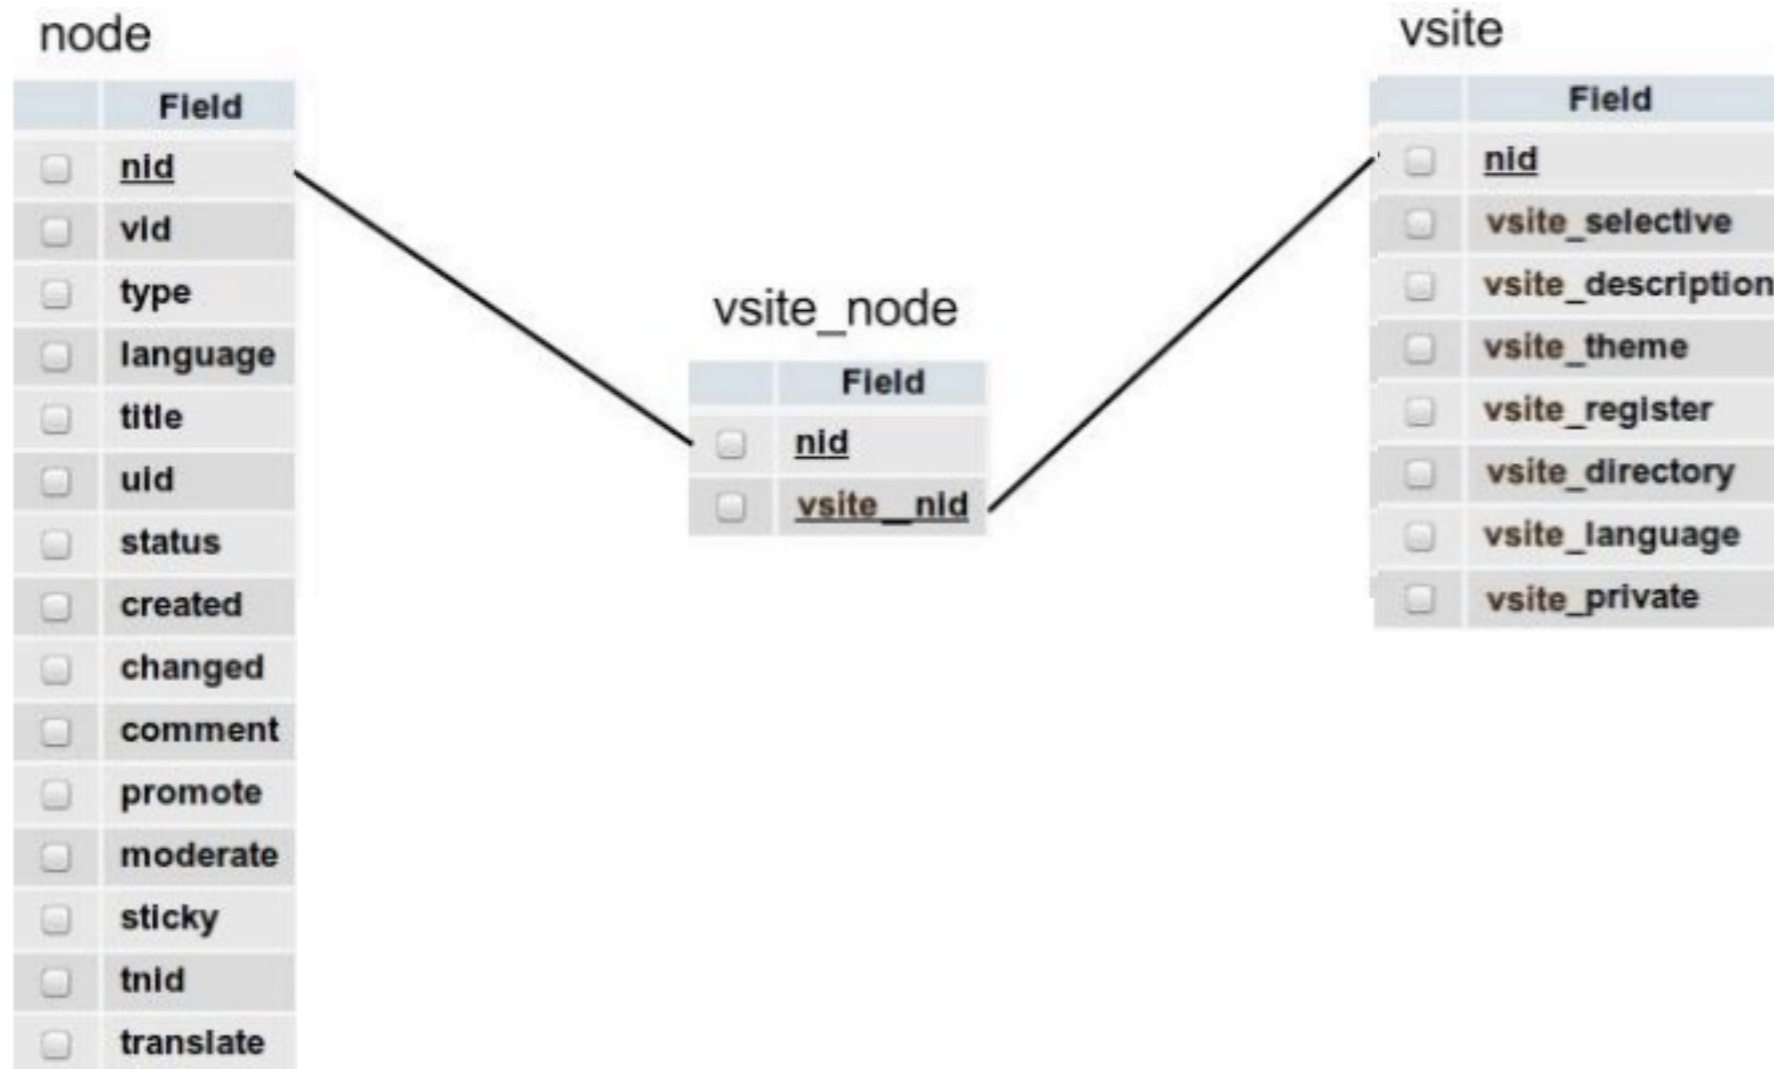 node
Field
nid
vid
type
language
title
uid
status
created
changed
comment
promote
moderate
sticky
tnid
translate
vsite_node
Field
nid
vsite__nid
vsite
Field
nid
vsite_selective
vsite_description
vsite_theme
vsite_register
vsite_directory
vsite_language
vsite_private